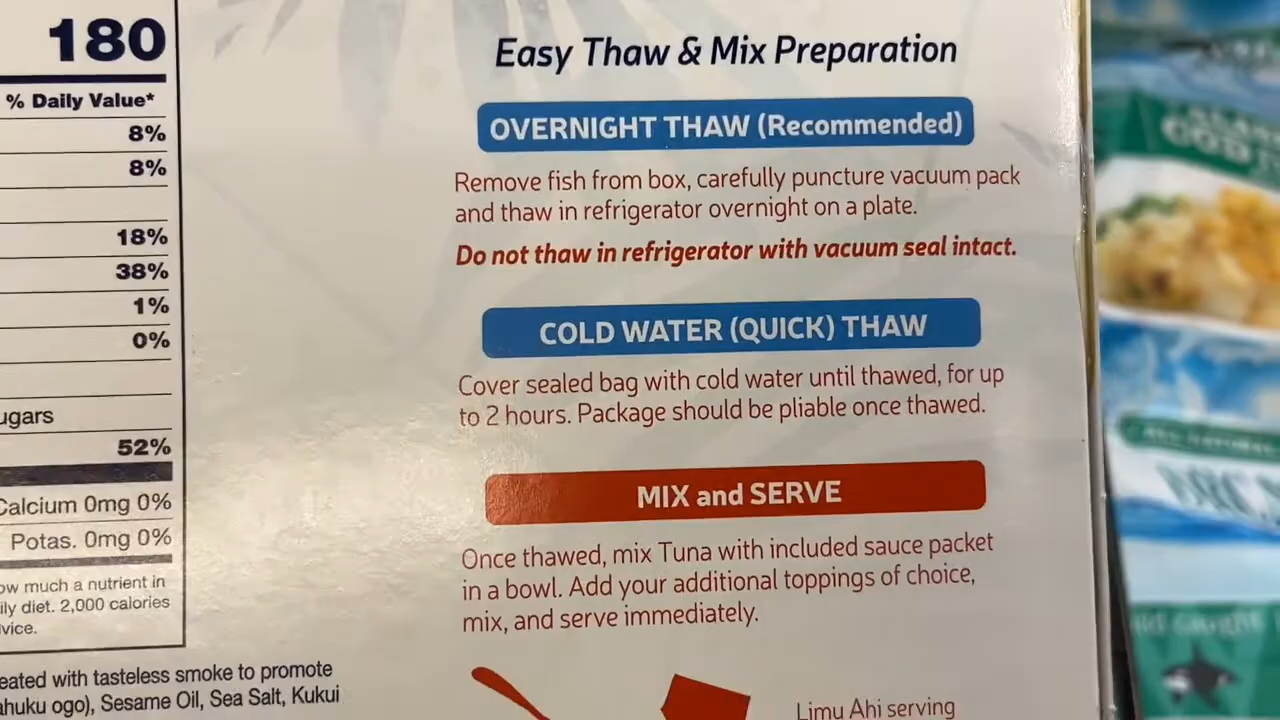 180
% Daily Value*
8%
8%
18%
38%
1%
0%
ugars
52%
Calcium 0mg 0%
Potas. 0mg 0%
ow much a nutrient in
ily diet. 2,000 calories
vice.
eated with tasteless smoke to promote
ahuku ogo), Sesame Oil, Sea Salt, Kukui
Easy Thaw & Mix Preparation
OVERNIGHT THAW (Recommended)
Remove fish from box, carefully puncture vacuum pack
and thaw in refrigerator overnight on a plate.
Do not thaw in refrigerator with vacuum seal intact.
COLD WATER (QUICK) THAW
Cover sealed bag with cold water until thawed, for up
to 2 hours. Package should be pliable once thawed.
MIX and SERVE
Once thawed, mix Tuna with included sauce packet
in a bowl. Add your additional toppings of choice,
mix, and serve immediately.
Limu Ahi serving